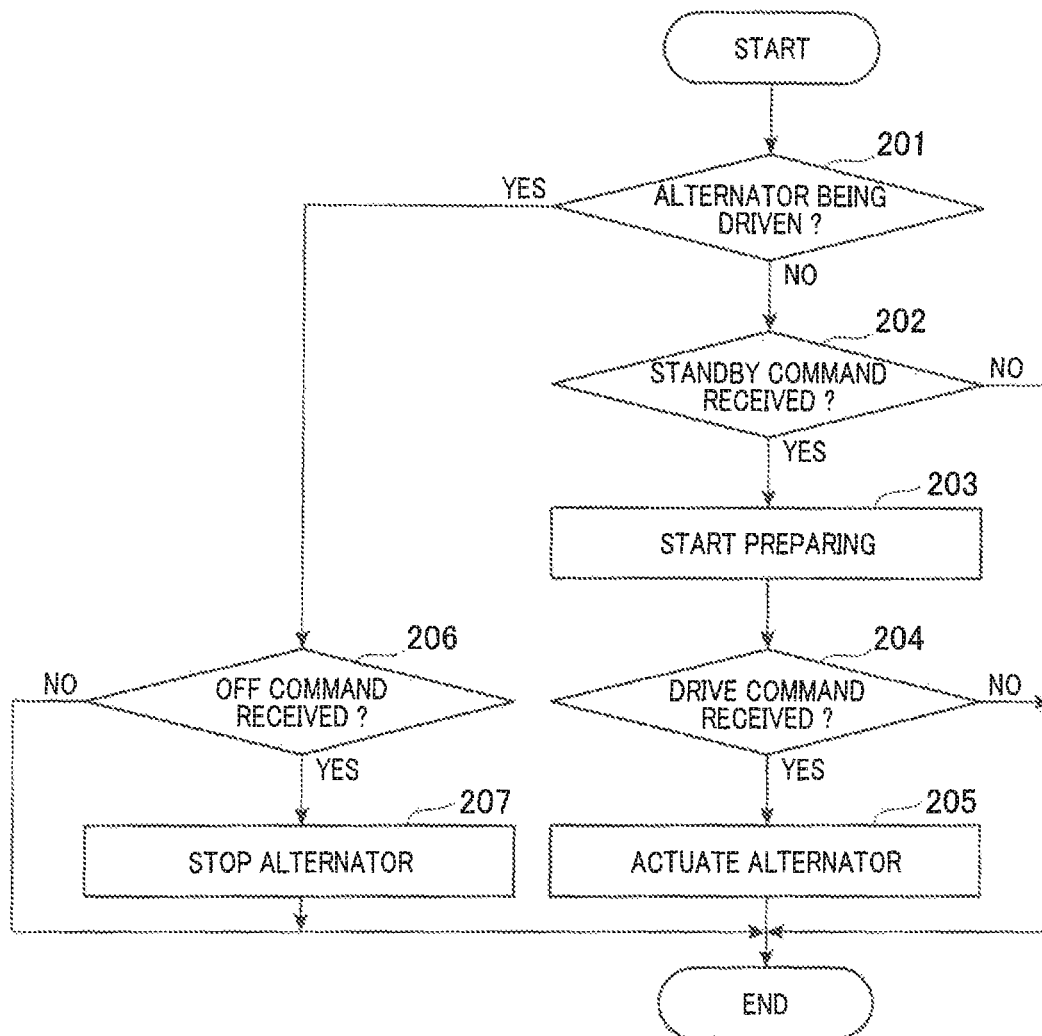 START
201
YES
ALTERNATOR BEING
DRIVEN ?
NO
202
STANDBY COMMAND
RECEIVED ?
NO
YES
203
START PREPARING
206
204
NO
OFF COMMAND
RECEIVED ?
DRIVE COMMAND
RECEIVED ?
NO
YES
YES
207
205
STOP ALTERNATOR
ACTUATE ALTERNATOR
END